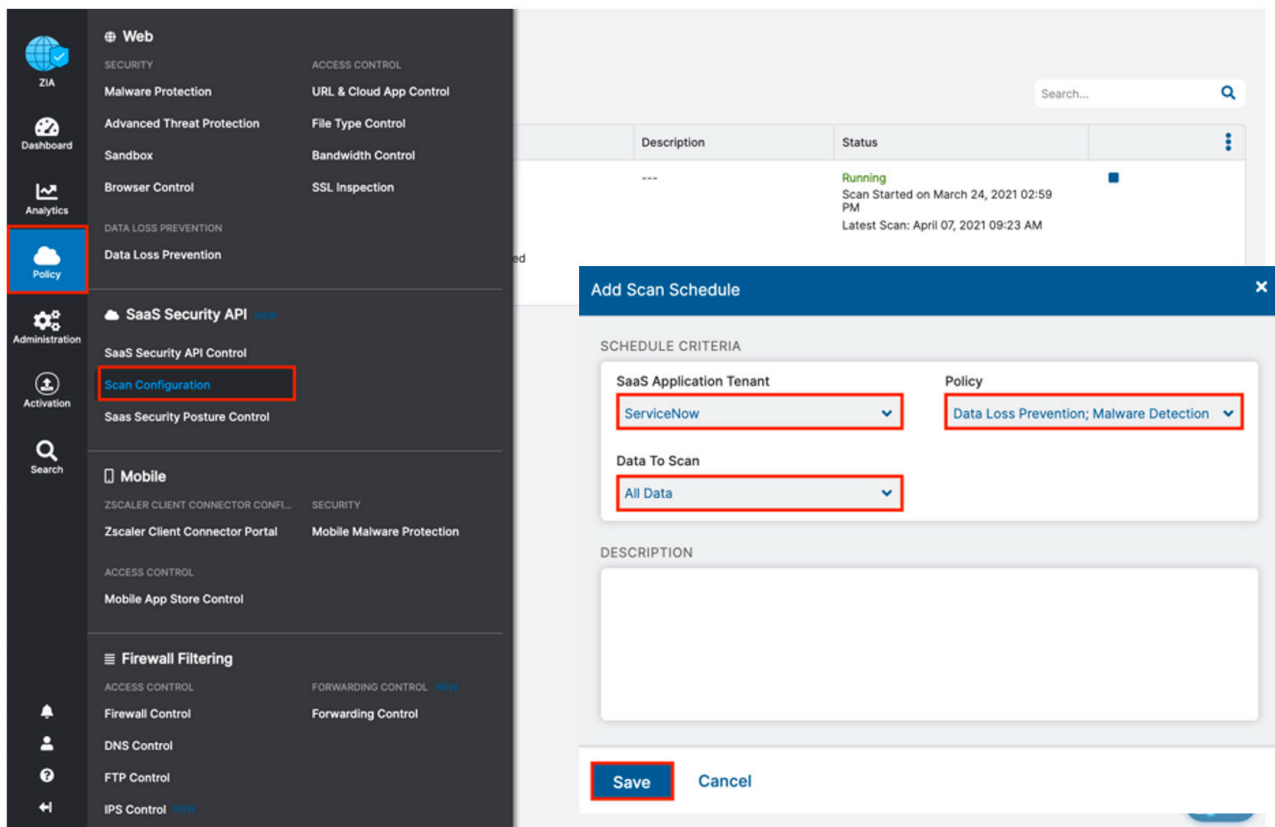 ZIA
Dashboard
Analytics
Policy
Administration
Activation
Search
Web
SECURITY
ACCESS CONTROL
Malware Protection
URL & Cloud App Control
Advanced Threat Protection
File Type Control
Sandbox
Bandwidth Control
Browser Control
SSL Inspection
DATA LOSS PREVENTION
Data Loss Prevention
SaaS Security API NEW
SaaS Security API Control
Scan Configuration
Saas Security Posture Control
Mobile
ZSCALER CLIENT CONNECTOR CONFI...
SECURITY
Zscaler Client Connector Portal
Mobile Malware Protection
ACCESS CONTROL
Mobile App Store Control
Firewall Filtering
ACCESS CONTROL
FORWARDING CONTROL NEW
Firewall Control
Forwarding Control
DNS Control
FTP Control
IPS Control NEW
Search...
Description
Status
---
Running
Scan Started on March 24, 2021 02:59
PM
Latest Scan: April 07, 2021 09:23 AM
ed
Add Scan Schedule
SCHEDULE CRITERIA
SaaS Application Tenant
Policy
ServiceNow
Data Loss Prevention; Malware Detection
Data To Scan
All Data
DESCRIPTION
Save
Cancel